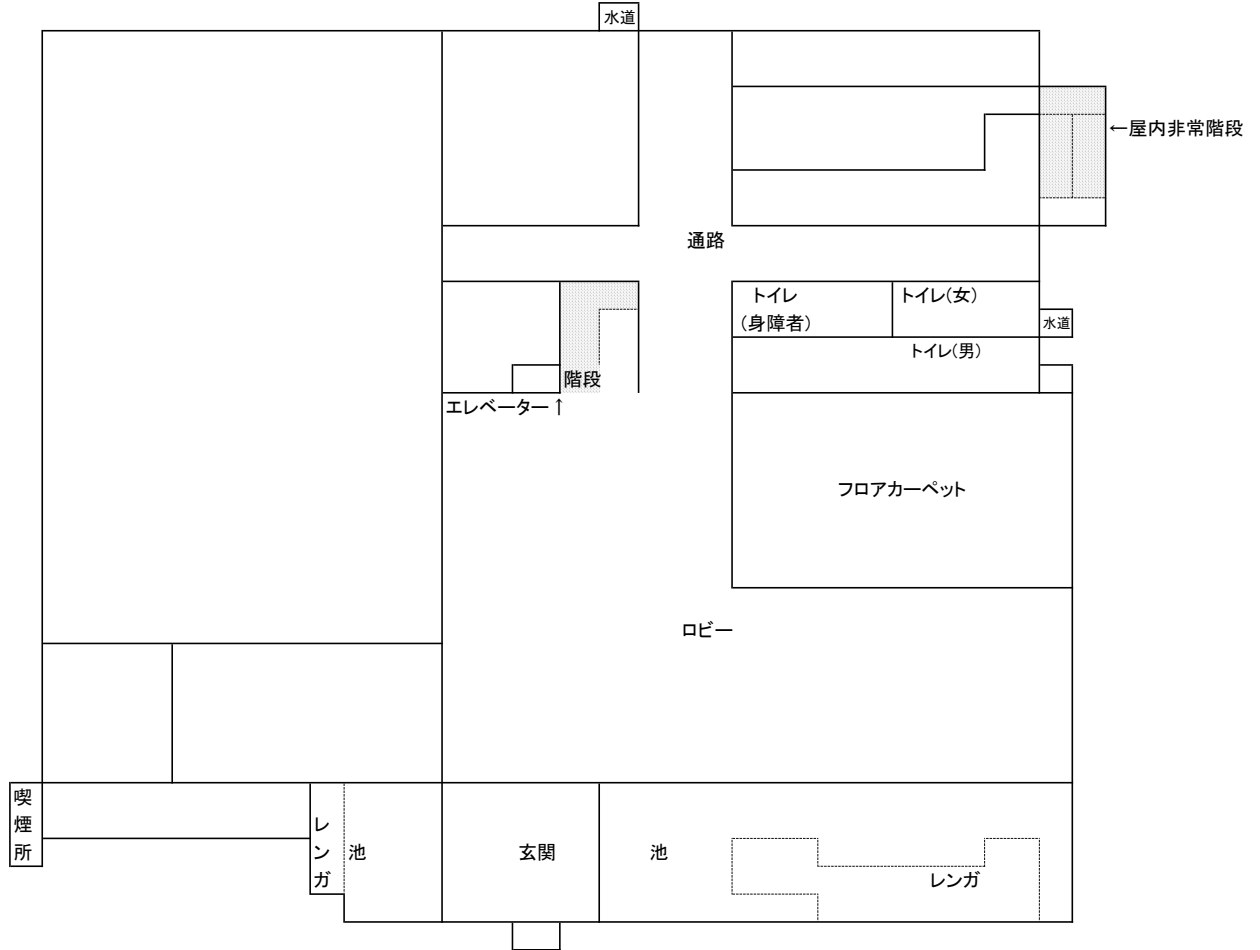 水道
←屋内非常階段
通路
トイレ
(身障者)
トイレ(女)
水道
トイレ(男)
階段
エレベーター↑
フロアカーペット
ロビー
喫煙所
レンガ
池
玄関
池
レンガ